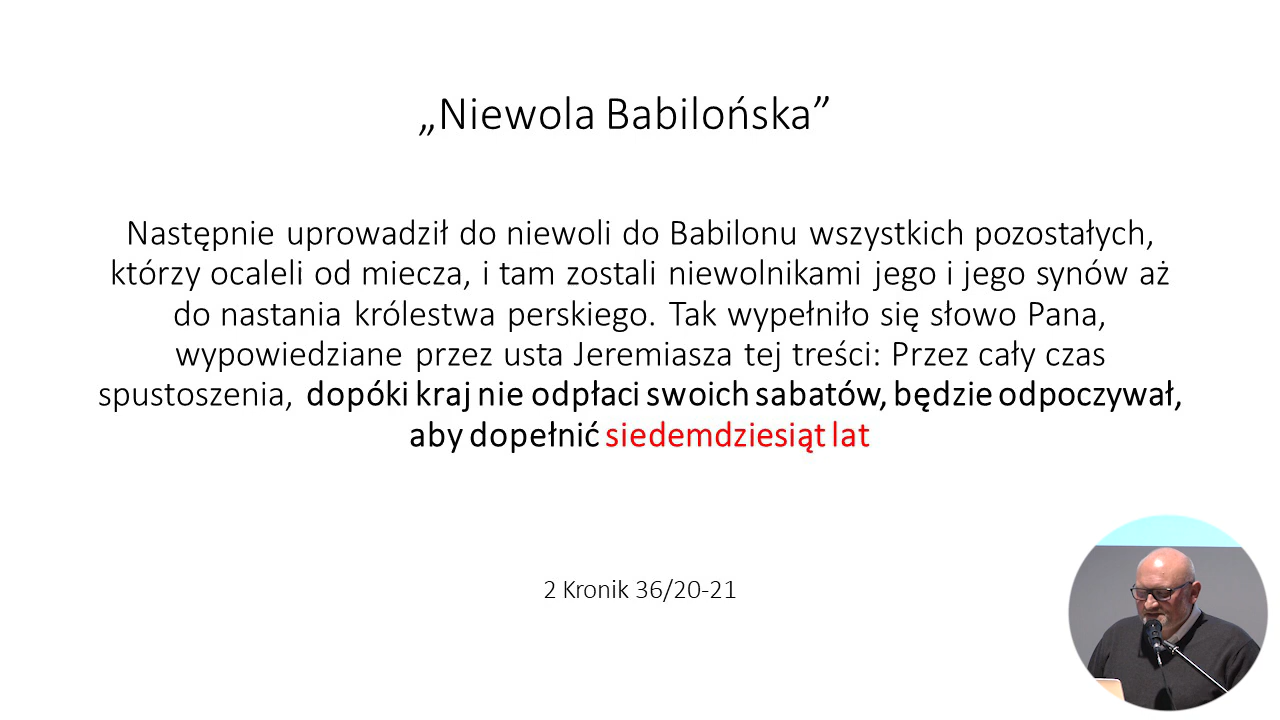 „Niewola Babilońska”
Następnie uprowadził do niewoli do Babilonu wszystkich pozostałych,
którzy ocaleli od miecza, i tam zostali niewolnikami jego i jego synów aż
do nastania królestwa perskiego. Tak wypełniło się słowo Pana,
wypowiedziane przez usta Jeremiasza tej treści: Przez cały czas
spustoszenia, dopóki kraj nie odpłaci swoich sabatów, będzie odpoczywał,
aby dopełnić siedemdziesiąt lat
2 Kronik 36/20-21